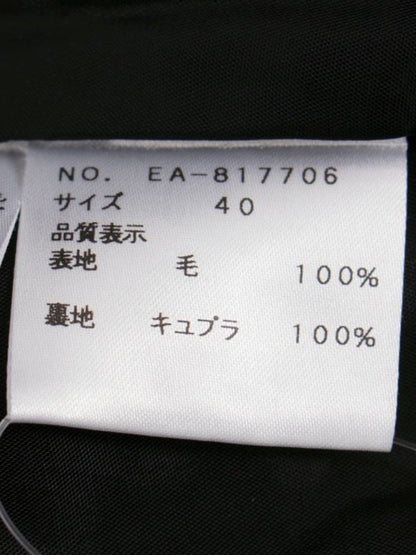 NO. EA-817706
サイズ 40
品質表示
表地 毛 100%
裏地 キュプラ 100%